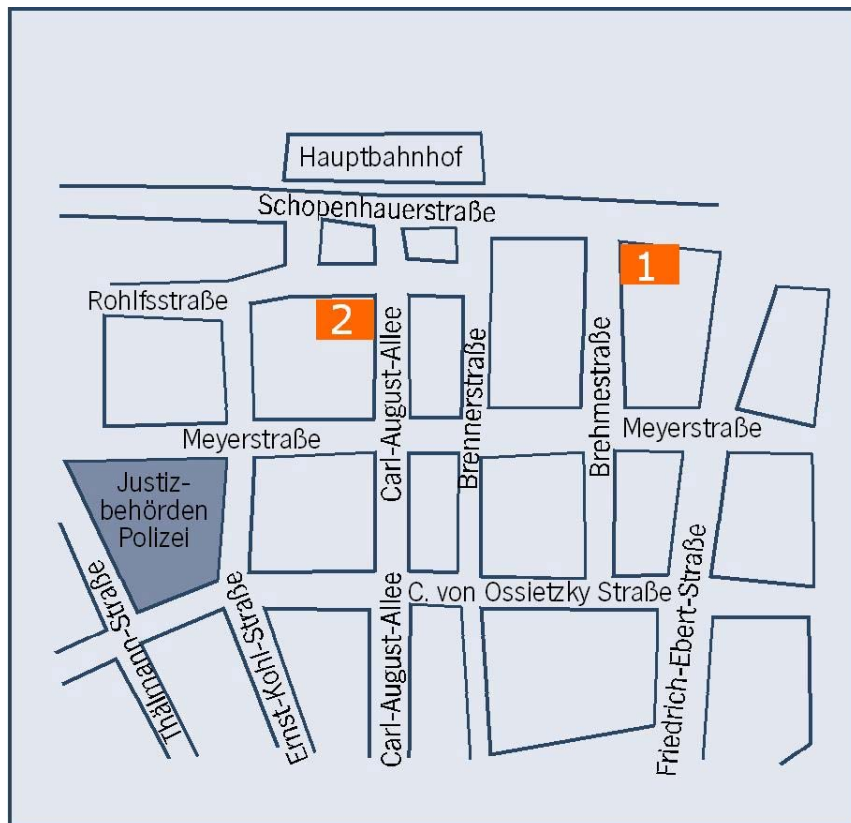 Hauptbahnhof
Schopenhauerstraße
1
Rohlfsstraße
2
Carl-August-Allee
Brennerstraße
Brehmestraße
Meyerstraße
Meyerstraße
Justiz-
behörden
Polizei
Thälmann-Straße
Ernst-Kohl-Straße
Carl-August-Allee
C. von Ossietzky Straße
Friedrich-Ebert-Straße